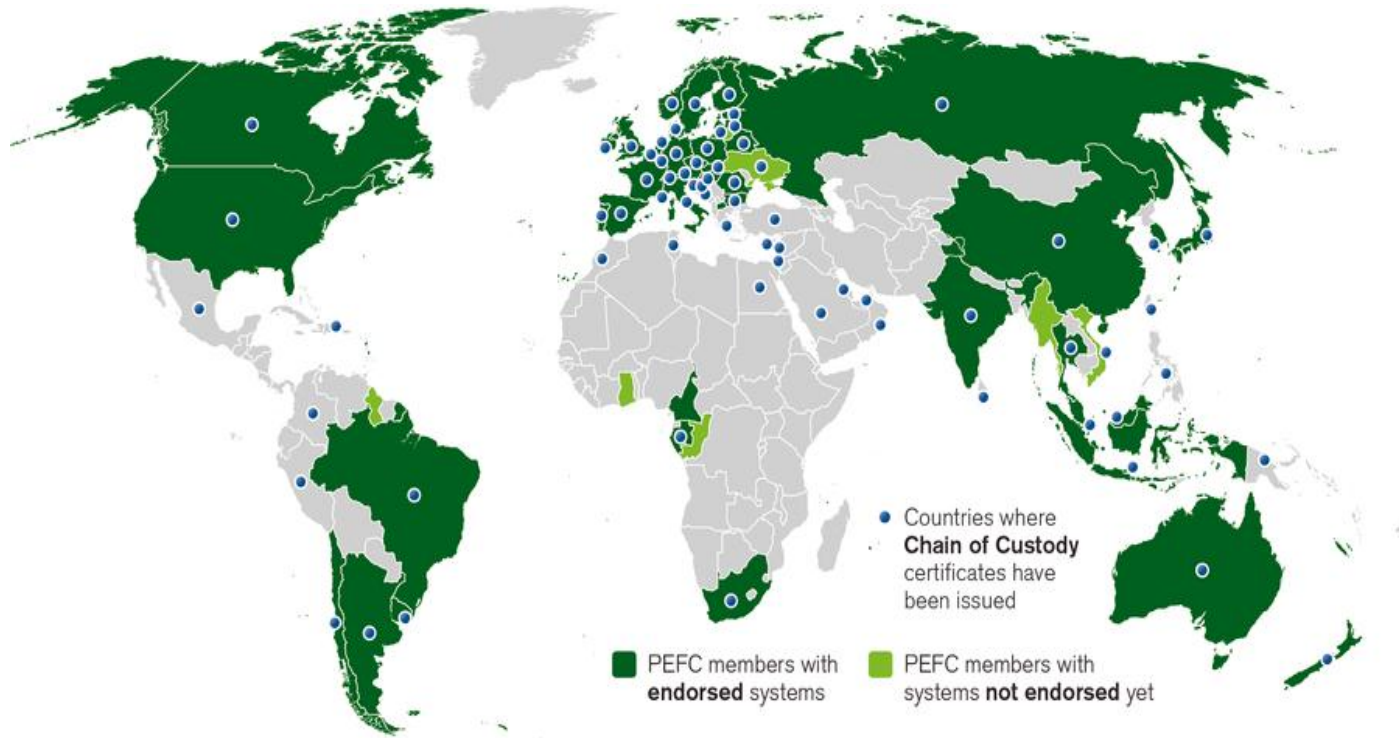 Countries where
Chain of Custody
certificates have
been issued
PEFC members with
endorsed systems
PEFC members with
systems not endorsed yet